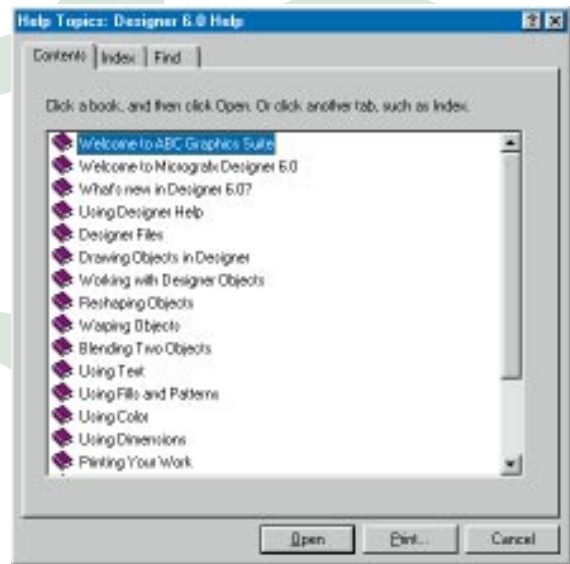 Help Topics: Designer 6.0 Help
Contents Index Find
Click a book, and then click Open. Or click another tab, such as Index.
Welcome to ABC Graphics Suite
Welcome to Micrografx Designer 6.0
What's new in Designer 6.0?
Using Designer Help
Designer Files
Drawing Objects in Designer
Working with Designer Objects
Reshaping Objects
Warping Objects
Blending Two Objects
Using Text
Using Fills and Patterns
Using Color
Using Dimensions
Printing Your Work
Open Print... Cancel